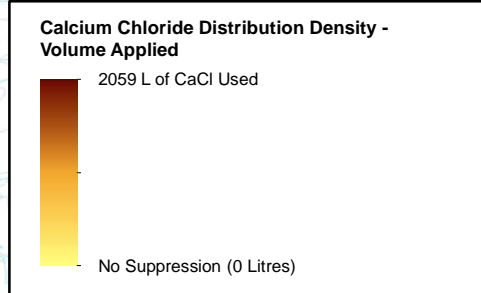 Calcium Chloride Distribution Density -
Volume Applied
2059 L of CaCl Used
No Suppression (0 Litres)